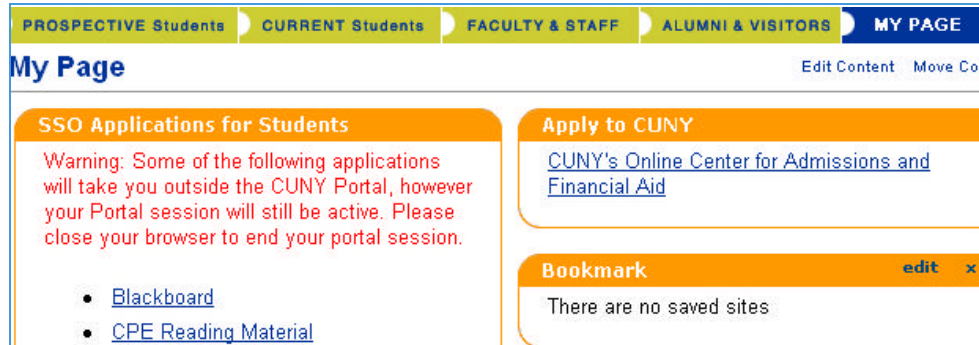 PROSPECTIVE Students CURRENT Students FACULTY & STAFF ALUMNI & VISITORS MY PAGE
My Page
Edit Content Move Co
SSO Applications for Students
Warning: Some of the following applications
will take you outside the CUNY Portal, however
your Portal session will still be active. Please
close your browser to end your portal session.
• Blackboard
• CPE Reading Material
Apply to CUNY
CUNY's Online Center for Admissions and
Financial Aid
Bookmark edit x
There are no saved sites